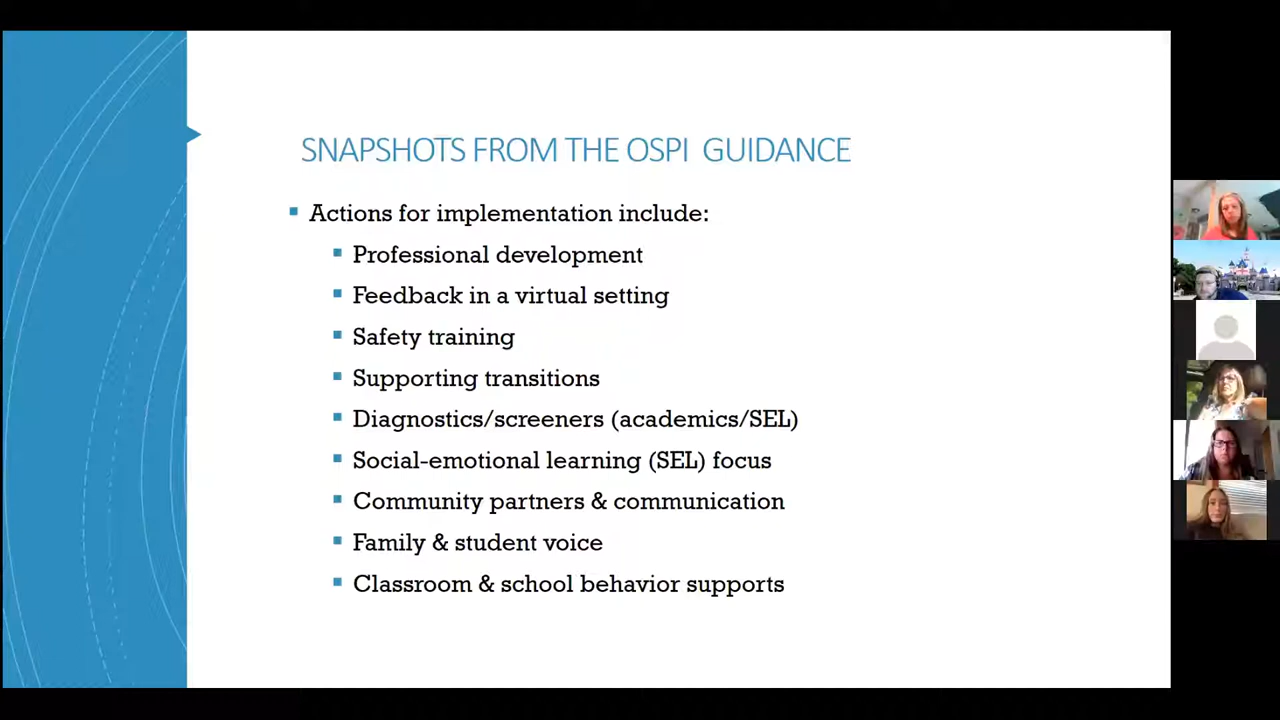 SNAPSHOTS FROM THE OSPI GUIDANCE
Actions for implementation include:
Professional development
Feedback in a virtual setting
Safety training
Supporting transitions
Diagnostics/screeners (academics/SEL)
Social-emotional learning (SEL) focus
Community partners & communication
Family & student voice
Classroom & school behavior supports